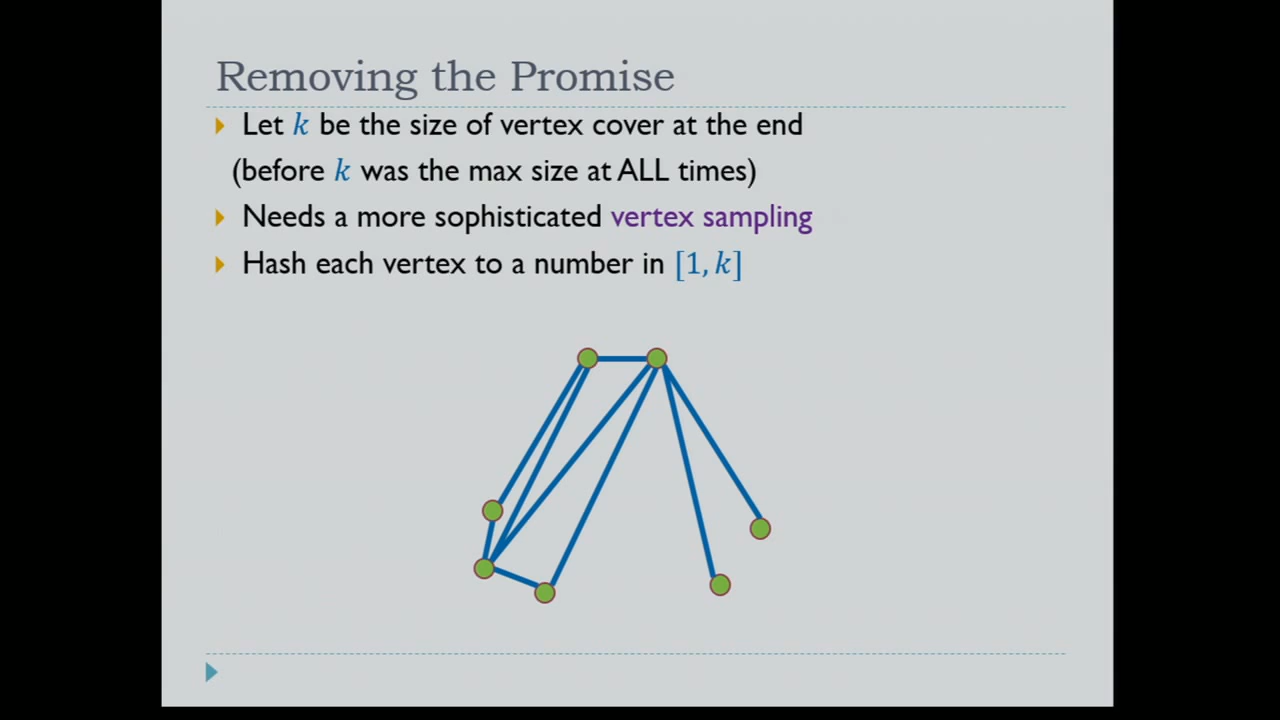 Removing the Promise
Let k be the size of vertex cover at the end
(before k was the max size at ALL times)
Needs a more sophisticated vertex sampling
Hash each vertex to a number in [1, k]